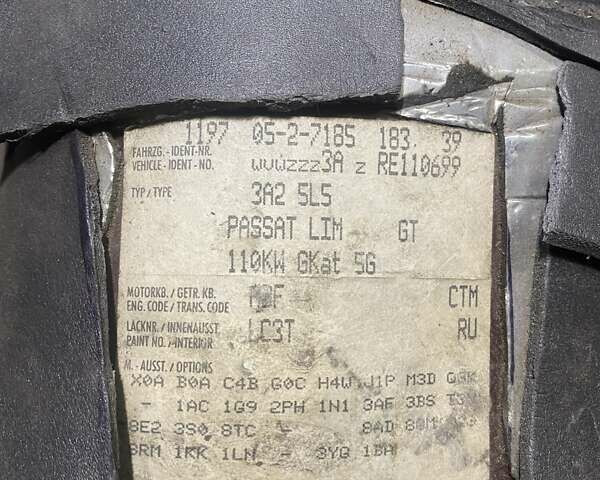 1197 05-2-7185 183. 39
FAHRZG.-IDENT-NR.
VEHICLE-IDENT-NO. WVWZZZ3A Z RE110699
TYP/TYPE 3A2 5L5
PASSAT LIM GT
110KW GKat 5G
MOTORKB./GETR.KB.
ENG. CODE/TRANS. CODE CTM
LACKNR./INNENAUSST.
PAINT NO./INTERIOR LC3T RU
M.-AUSST./OPTIONS
X0A B0A C4B G0C H4W J1P M3D
- 1AC 1G9 2PH 1N1 3AF 3BS
8E2 3S0 8TC - 8AD
8RM 1KK 1LN - 3YG 1BA